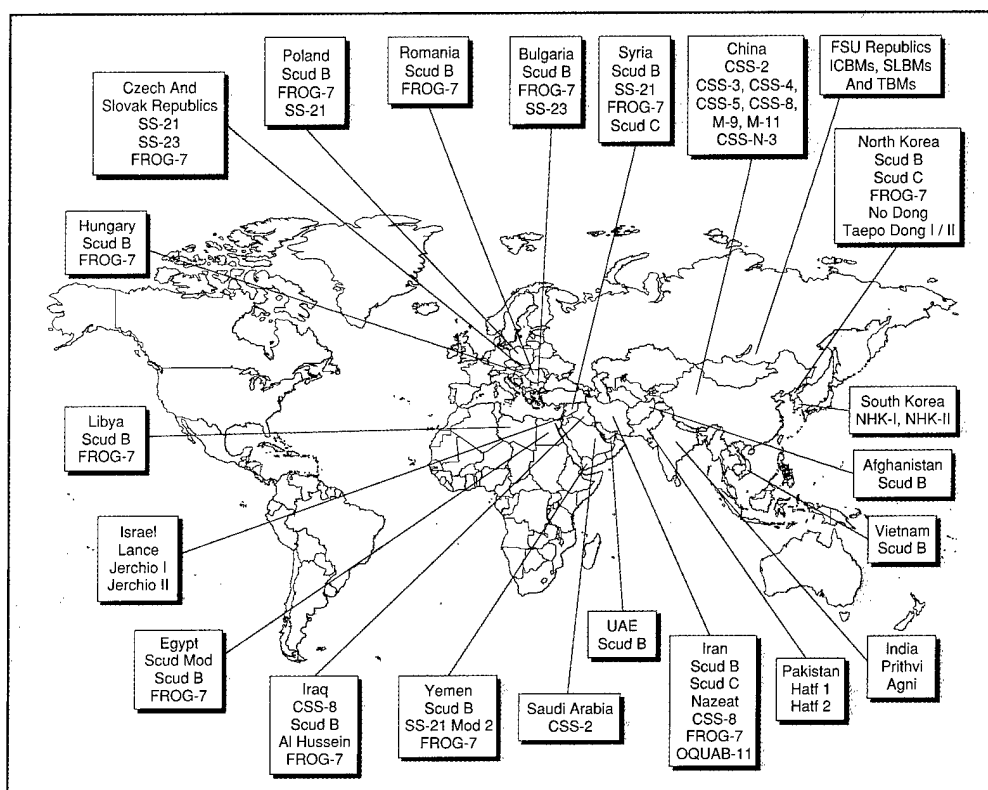 Poland
Scud B
FROG-7
SS-21
Romania
Scud B
FROG-7
Bulgaria
Scud B
FROG-7
SS-23
Syria
Scud B
SS-21
FROG-7
Scud C
China
CSS-2
CSS-3, CSS-4,
CSS-5, CSS-8,
M-9, M-11
CSS-N-3
FSU Republics
ICBMs, SLBMs
And TBMs
Czech And
Slovak Republics
SS-21
SS-23
FROG-7
North Korea
Scud B
Scud C
FROG-7
No Dong
Taepo Dong I / II
Hungary
Scud B
FROG-7
South Korea
NHK-I, NHK-II
Libya
Scud B
FROG-7
Afghanistan
Scud B
Israel
Lance
Jerchio I
Jerchio II
Vietnam
Scud B
Egypt
Scud Mod
Scud B
FROG-7
Iraq
CSS-8
Scud B
Al Hussein
FROG-7
Yemen
Scud B
SS-21 Mod 2
FROG-7
Saudi Arabia
CSS-2
UAE
Scud B
Iran
Scud B
Scud C
Nazeat
CSS-8
FROG-7
OQUAB-11
Pakistan
Hatf 1
Hatf 2
India
Prithvi
Agni